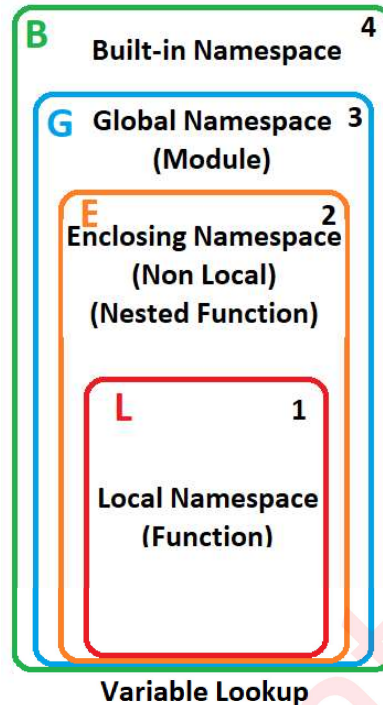 B
4
Built-in Namespace
G
Global Namespace
3
(Module)
E
2
Enclosing Namespace
(Non Local)
(Nested Function)
L
1
Local Namespace
(Function)
Variable Lookup